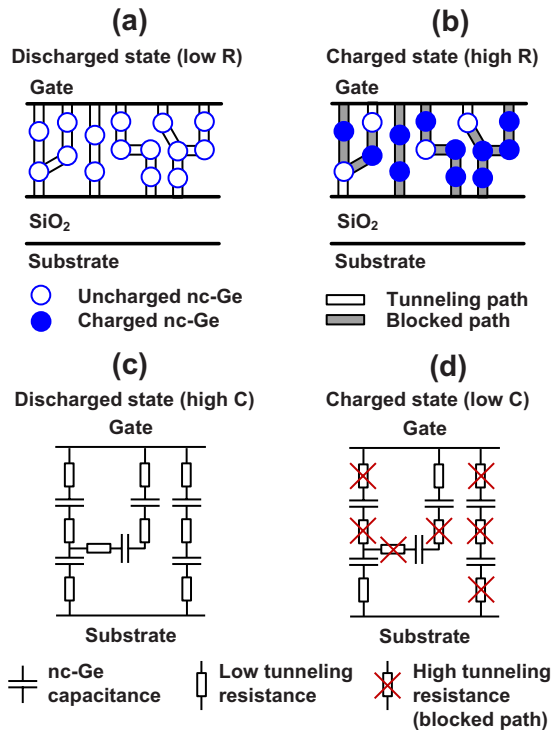 (a)
Discharged state (low R)
Gate
SiO₂
Substrate
Uncharged nc-Ge
Charged nc-Ge
(b)
Charged state (high R)
Gate
SiO₂
Substrate
Tunneling path
Blocked path
(c)
Discharged state (high C)
Gate
Substrate
(d)
Charged state (low C)
Gate
Substrate
nc-Ge
capacitance
Low tunneling
resistance
High tunneling
resistance
(blocked path)